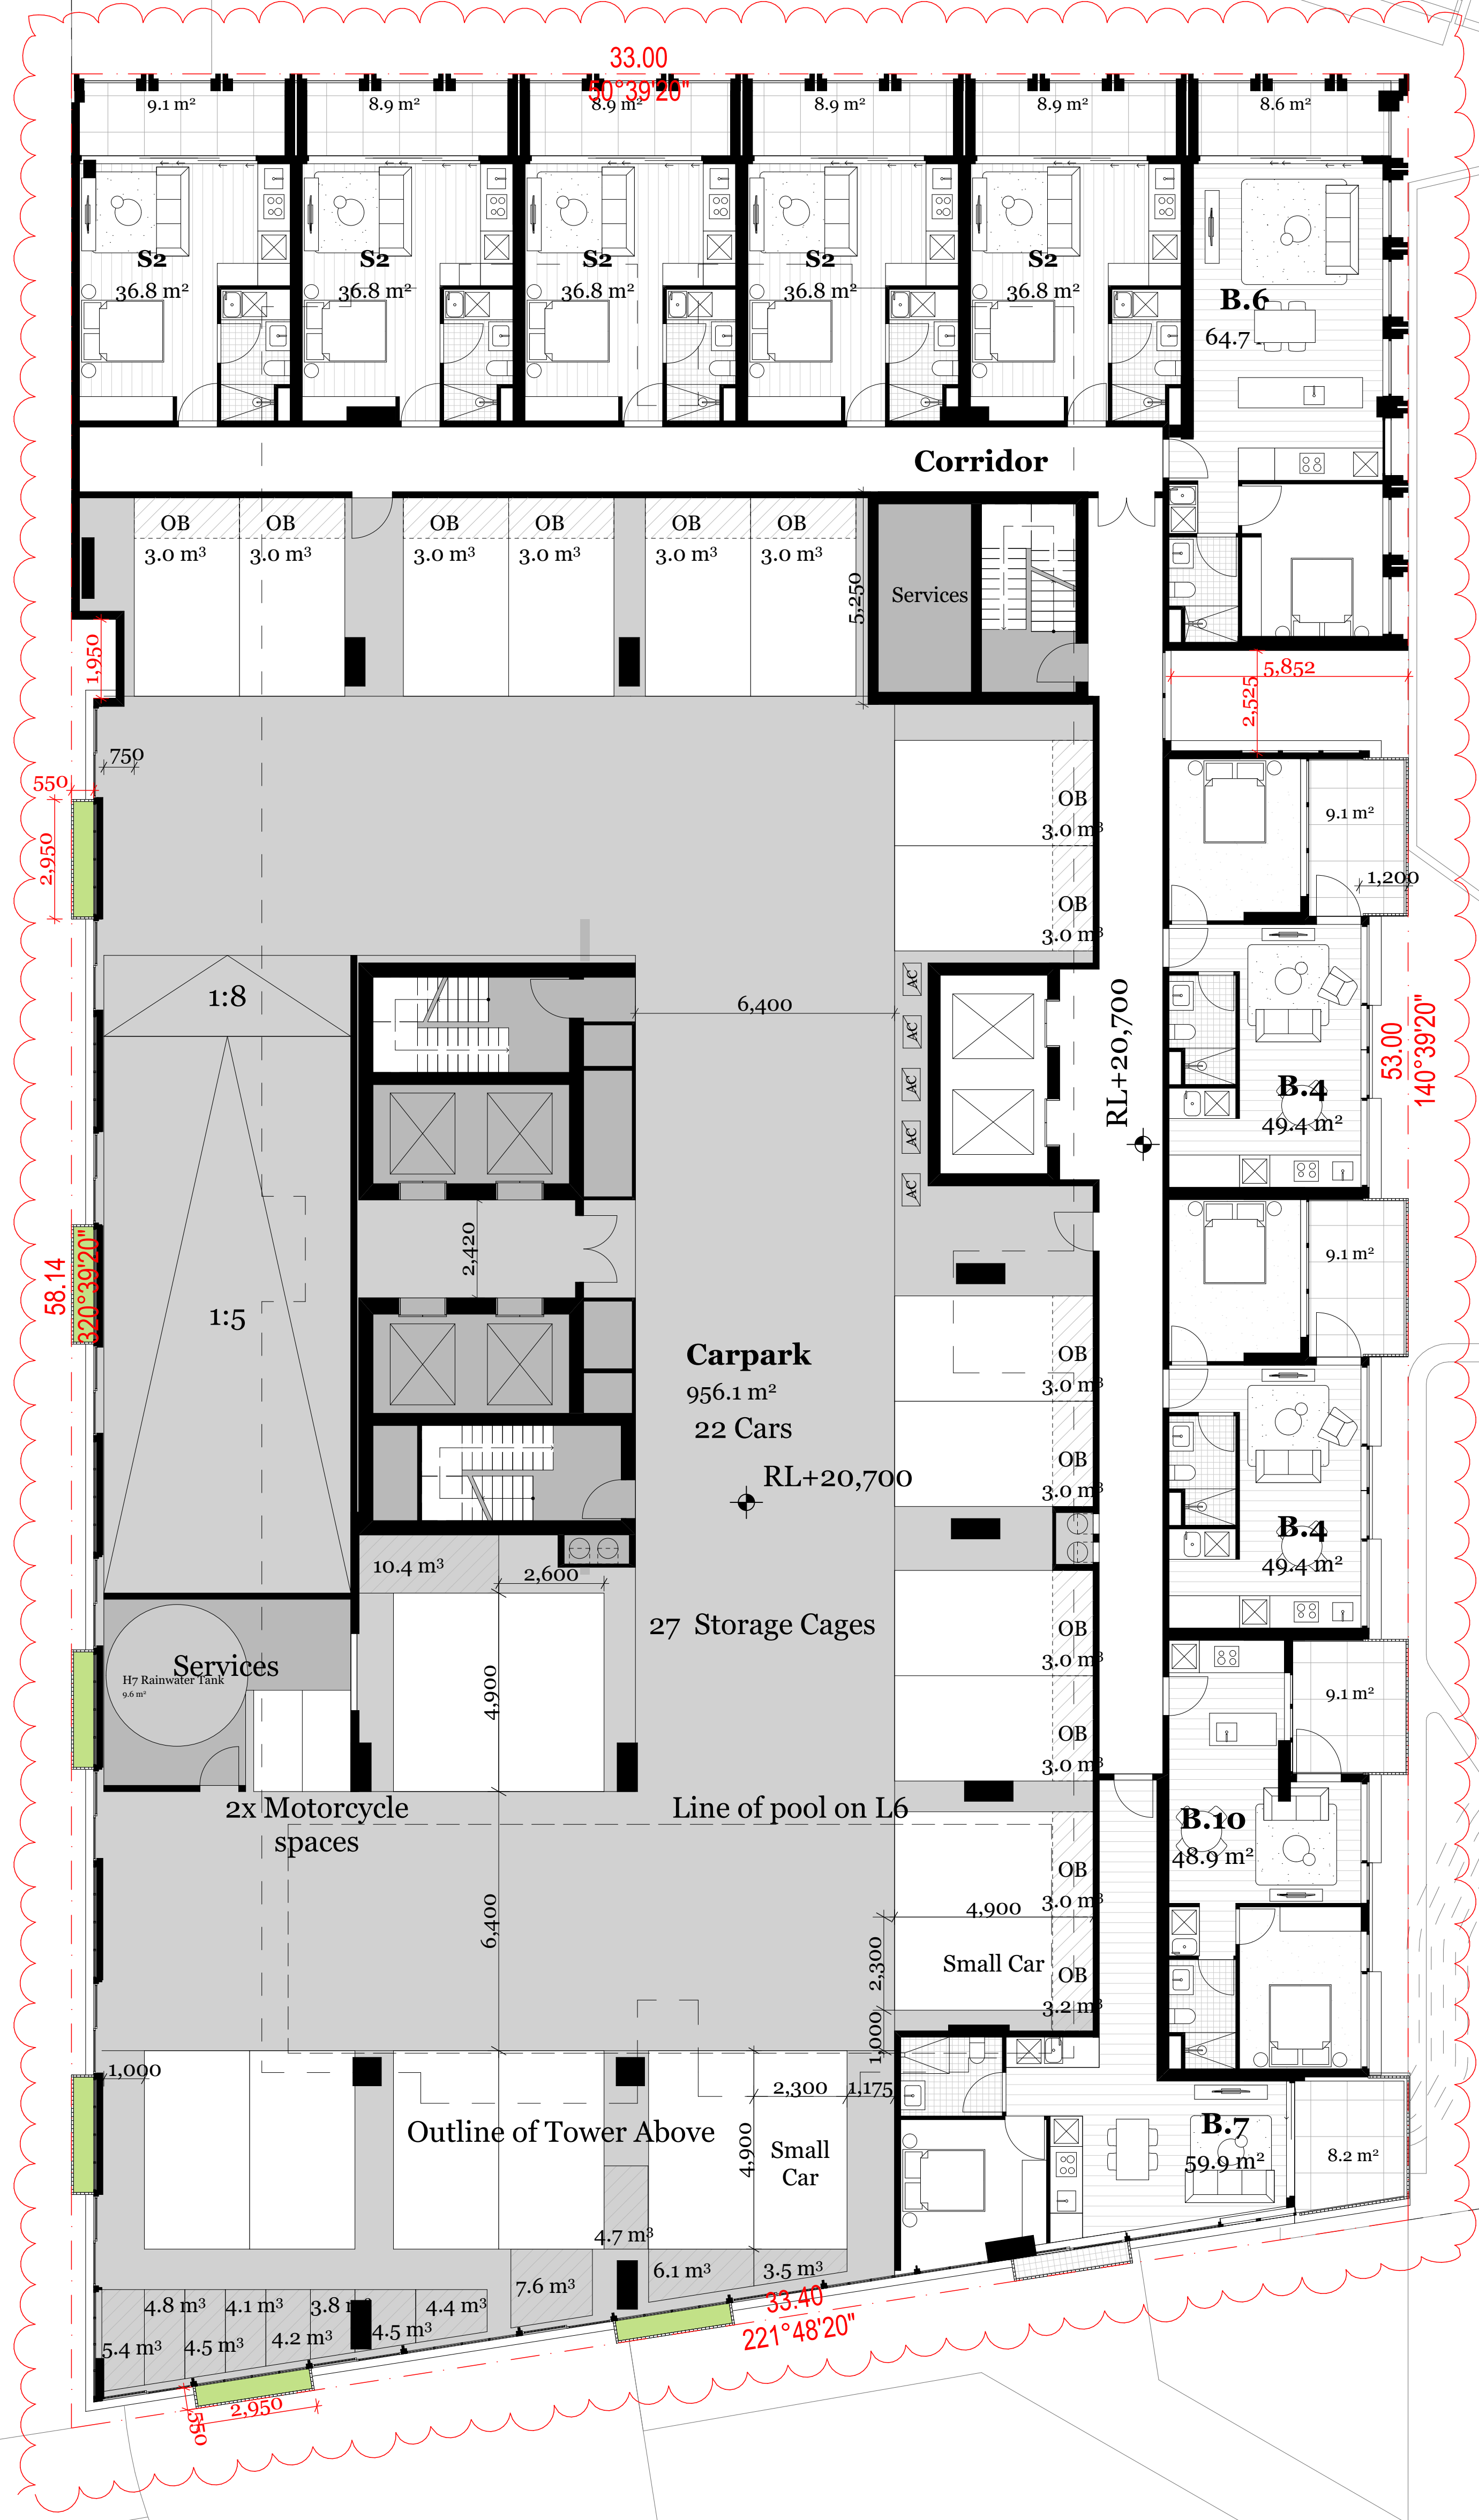 33.00
50°39'20"
9.1 m²
8.9 m²
8.9 m²
8.9 m²
8.9 m²
8.6 m²
S2
36.8 m²
S2
36.8 m²
S2
36.8 m²
S2
36.8 m²
S2
36.8 m²
B.6
64.7
Corridor
OB
3.0 m³
OB
3.0 m³
OB
3.0 m³
OB
3.0 m³
OB
3.0 m³
OB
3.0 m³
5,250
Services
1,950
5,852
2,525
750
550
2,950
OB
3.0 m³
OB
3.0 m³
9.1 m²
1,200
1:8
6,400
AC
AC
AC
AC
AC
RL+20,700
53.00
140°39'20"
B.4
49.4 m²
2,420
58.14
320°39'20"
1:5
9.1 m²
Carpark
956.1 m²
22 Cars
RL+20,700
OB
3.0 m³
OB
3.0 m³
B.4
49.4 m²
10.4 m³
2,600
27 Storage Cages
OB
3.0 m³
OB
3.0 m³
Services
H7 Rainwater Tank
9.6 m²
4,900
9.1 m²
2x Motorcycle
spaces
Line of pool on L6
B.10
48.9 m²
OB
3.0 m³
4,900
6,400
2,300
Small Car
OB
3.2 m³
1,000
1,000
2,300
1,175
Outline of Tower Above
4,900
Small
Car
B.7
59.9 m²
8.2 m²
4.7 m³
6.1 m³
3.5 m³
7.6 m³
4.8 m³
4.1 m³
3.8
4.4 m³
5.4 m³
4.5 m³
4.2 m³
4.5 m³
33.40
221°48'20"
2,950
550